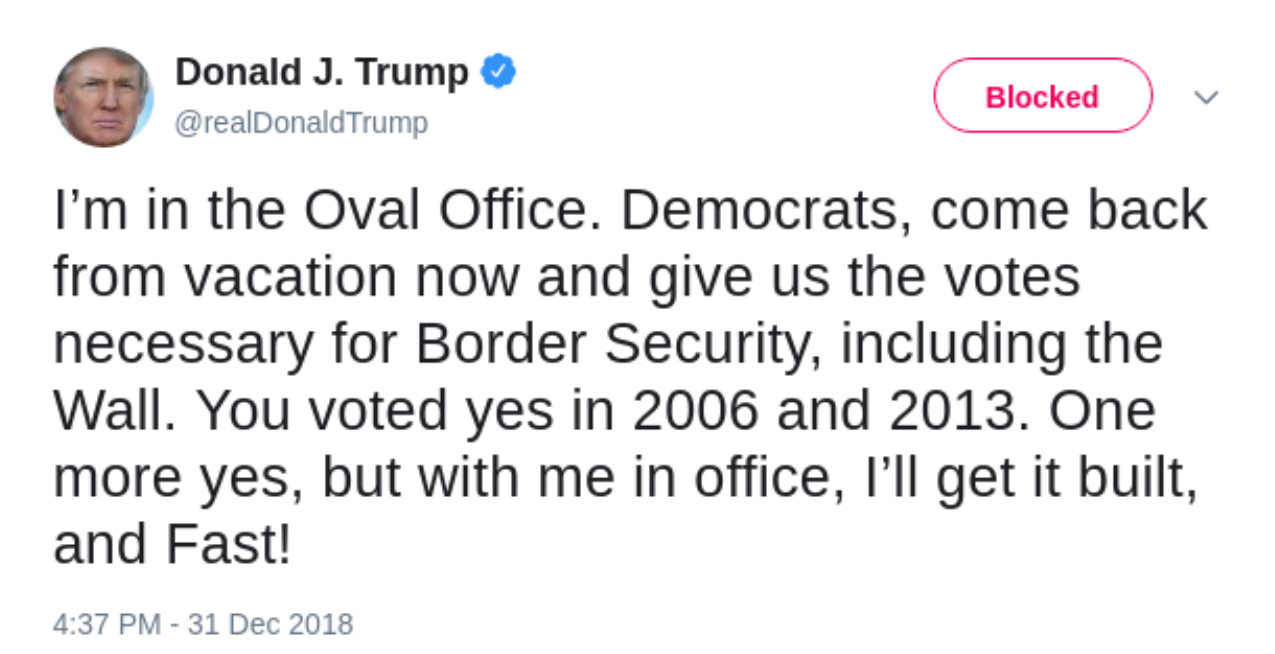 Donald J. Trump
@realDonaldTrump
Blocked
I’m in the Oval Office. Democrats, come back
from vacation now and give us the votes
necessary for Border Security, including the
Wall. You voted yes in 2006 and 2013. One
more yes, but with me in office, I’ll get it built,
and Fast!
4:37 PM - 31 Dec 2018